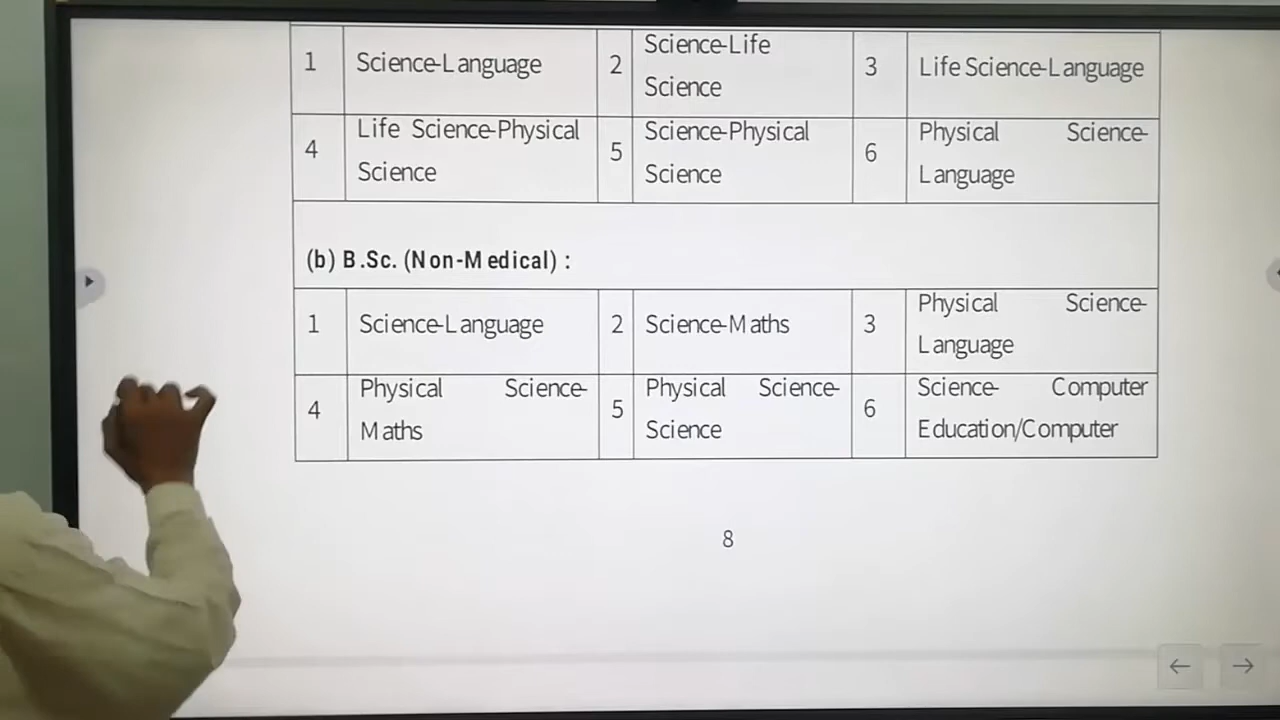 1 Science-Language 2 Science-Life
Science 3 Life Science-Language
4 Life Science-Physical
Science 5 Science-Physical
Science 6 Physical Science-
Language
(b) B.Sc. (Non-Medical) :
1 Science-Language 2 Science-Maths 3 Physical Science-
Language
4 Physical Science-
Maths 5 Physical Science-
Science 6 Science- Computer
Education/Computer
8